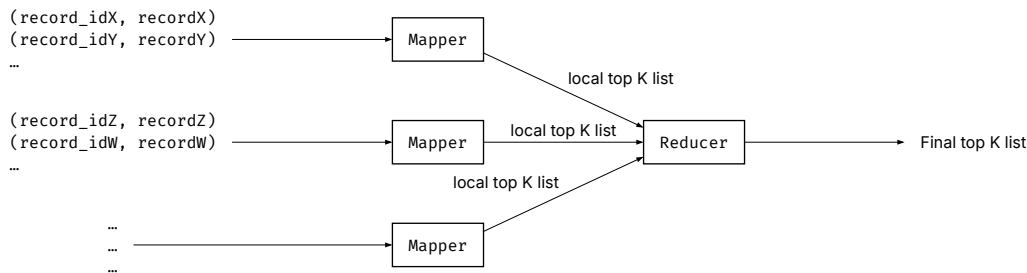 (record_idX, recordX)
(record_idY, recordY)
…
Mapper
local top K list
(record_idZ, recordZ)
(record_idW, recordW)
…
Mapper
local top K list
Reducer
Final top K list
local top K list
…
…
…
Mapper